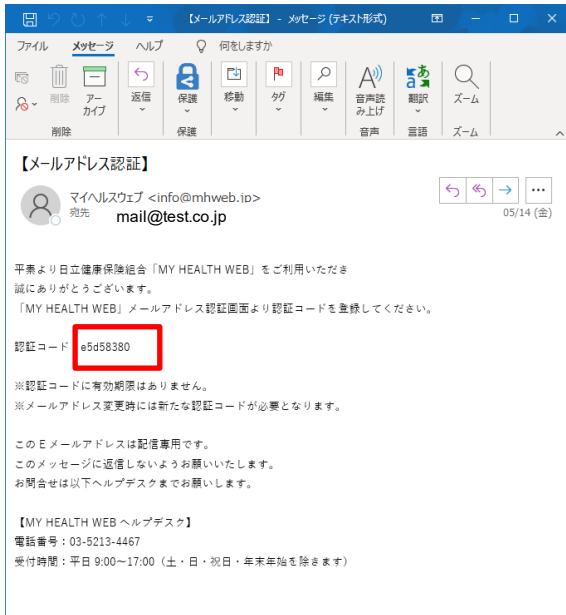 【メールアドレス認証】 - メッセージ (テキスト形式)
ファイル メッセージ ヘルプ 何をしますか
削除
アーカイブ
返信
保護
移動
タグ
編集
音声読み上げ
翻訳
ズーム
削除 保護 音声 言語 ズーム
【メールアドレス認証】
マイヘルスウェブ <info@mhweb.jp>
宛先 mail@test.co.jp
05/14 (金)
平素より日立健康保険組合「MY HEALTH WEB」をご利用いただき
誠にありがとうございます。
「MY HEALTH WEB」メールアドレス認証画面より認証コードを登録してください。
認証コード e5d58380
※認証コードに有効期限はありません。
※メールアドレス変更時には新たな認証コードが必要となります。
このEメールアドレスは配信専用です。
このメッセージに返信しないようお願いいたします。
お問合せは以下ヘルプデスクまでお願いします。
【MY HEALTH WEB ヘルプデスク】
電話番号：03-5213-4467
受付時間：平日 9:00～17:00（土・日・祝日・年末年始を除きます）